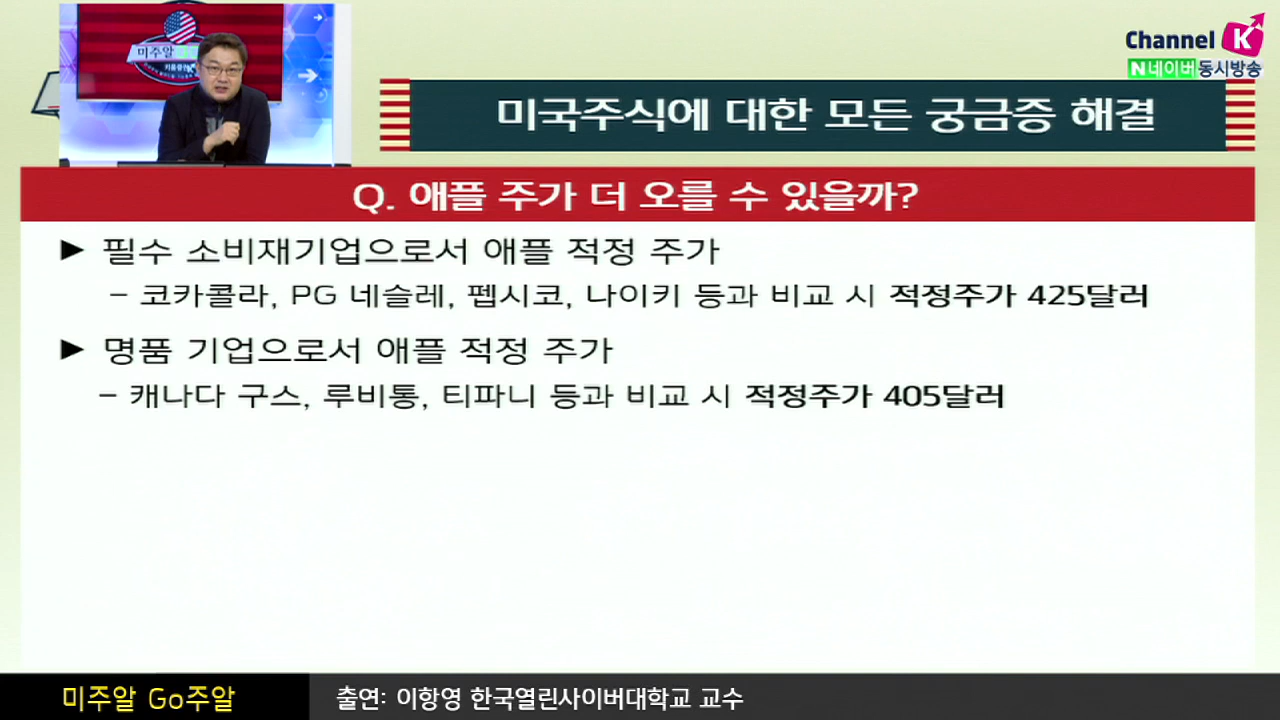 미주알
Channel K
N 네이버 동시방송
미국주식에 대한 모든 궁금증 해결
Q. 애플 주가 더 오를 수 있을까?
▶ 필수 소비재기업으로서 애플 적정 주가
- 코카콜라, PG 네슬레, 펩시코, 나이키 등과 비교 시 적정주가 425달러
▶ 명품 기업으로서 애플 적정 주가
- 캐나다 구스, 루비통, 티파니 등과 비교 시 적정주가 405달러
미주알 Go주알
출연: 이항영 한국열린사이버대학교 교수